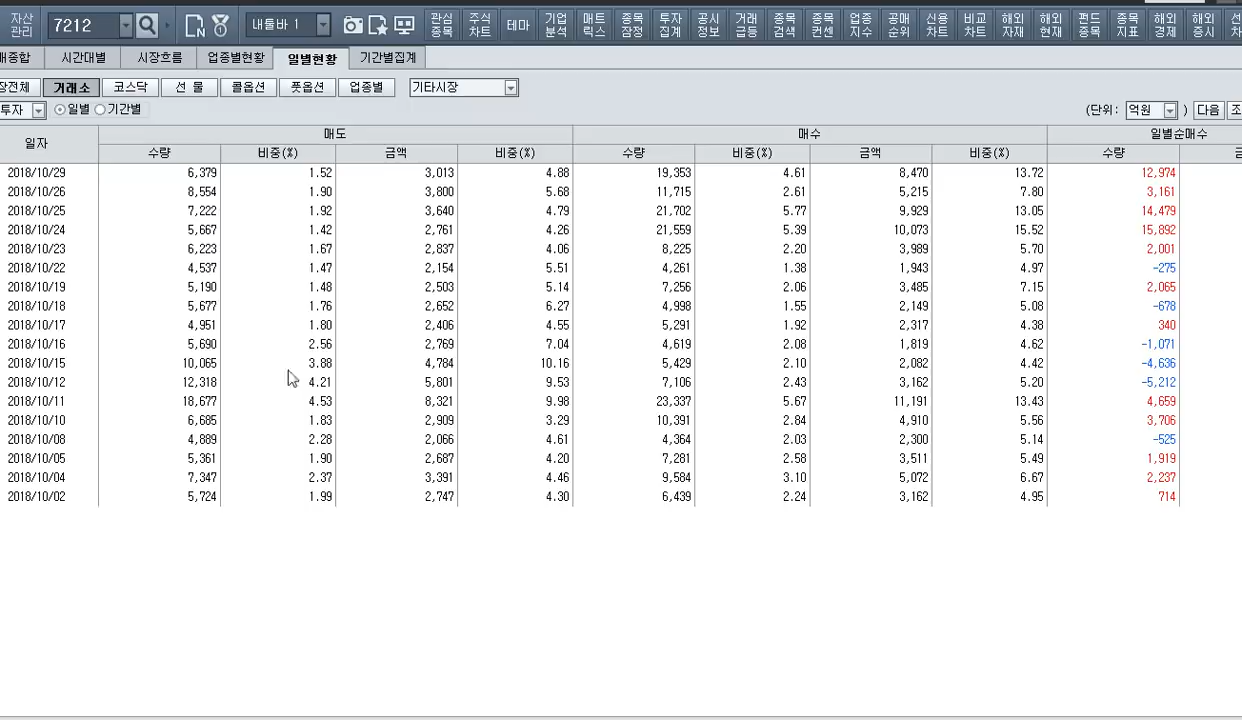 자산 관리 7212 내툴바 1 관심 종목 주식 차트 테마 기업 분석 매트 릭스 종목 잠정 투자 집계 공시 정보 거래 급등 종목 검색 종목 컨센 업종 지수 공매 순위 신용 차트 비교 차트 해외 자재 해외 현재 펀드 종목 종목 지표 해외 경제 해외 증시
매종합 시간대별 시장흐름 업종별현황 일별현황 기간별집계
장전체 거래소 코스닥 선 물 콜옵션 풋옵션 업종별 기타시장
투자 일별 기간별 (단위: 억원 ) 다음 조
일자 매도 매수 일별순매수
수량 비중(%) 금액 비중(%) 수량 비중(%) 금액 비중(%) 수량
2018/10/29 6,379 1.52 3,013 4.88 19,353 4.61 8,470 13.72 12,974
2018/10/26 8,554 1.90 3,800 5.68 11,715 2.61 5,215 7.80 3,161
2018/10/25 7,222 1.92 3,640 4.79 21,702 5.77 9,929 13.05 14,479
2018/10/24 5,667 1.42 2,761 4.26 21,559 5.39 10,073 15.52 15,892
2018/10/23 6,223 1.67 2,837 4.06 8,225 2.20 3,989 5.70 2,001
2018/10/22 4,537 1.47 2,154 5.51 4,261 1.38 1,943 4.97 -275
2018/10/19 5,190 1.48 2,503 5.14 7,256 2.06 3,485 7.15 2,065
2018/10/18 5,677 1.76 2,652 6.27 4,998 1.55 2,149 5.08 -678
2018/10/17 4,951 1.80 2,406 4.55 5,291 1.92 2,317 4.38 340
2018/10/16 5,690 2.56 2,769 7.04 4,619 2.08 1,819 4.62 -1,071
2018/10/15 10,065 3.88 4,784 10.16 5,429 2.10 2,082 4.42 -4,636
2018/10/12 12,318 4.21 5,801 9.53 7,106 2.43 3,162 5.20 -5,212
2018/10/11 18,677 4.53 8,321 9.98 23,337 5.67 11,191 13.43 4,659
2018/10/10 6,685 1.83 2,909 3.29 10,391 2.84 4,910 5.56 3,706
2018/10/08 4,889 2.28 2,066 4.61 4,364 2.03 2,300 5.14 -525
2018/10/05 5,361 1.90 2,687 4.20 7,281 2.58 3,511 5.49 1,919
2018/10/04 7,347 2.37 3,391 4.46 9,584 3.10 5,072 6.67 2,237
2018/10/02 5,724 1.99 2,747 4.30 6,439 2.24 3,162 4.95 714